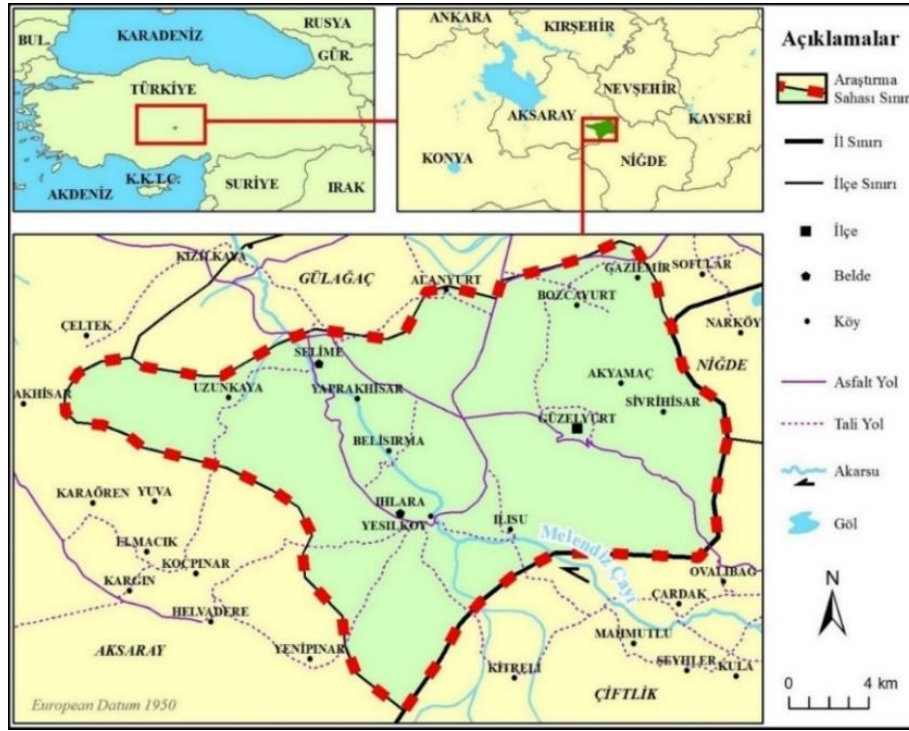 RUSYA
BUL.
KARADENİZ
GÜR.
TÜRKİYE
K.K.T.C.
AKDENİZ
SURİYE
IRAK
ANKARA
KIRŞEHİR
NEVŞEHİR
AKSARAY
KAYSERİ
KONYA
NİĞDE
Açıklamalar
Araştırma
Sahası Sınırı
İl Sınırı
İlçe Sınırı
İlçe
Belde
Köy
Asfalt Yol
Tali Yol
Akarsu
Göl
N
0 4 km
KIZILKAYA
GÜLAĞAÇ
ALANYURT
GAZİEMİR
SOFULAR
BOZCAYURT
ÇELTEK
NARKÖY
SELİME
NİĞDE
AKHİSAR
UZUNKAYA
YAPRAKHİSAR
AKYAMAÇ
SİVRİHİSAR
GÜZELYURT
BELİSIRMA
KARAÖREN
YUVA
IHLARA
YEŞİLKÖY
ILISU
Melendiz Çayı
ELMACIK
KOÇPINAR
KARGIN
OVALIBAĞ
ÇARDAK
HELVADERE
MAHMUTLU
AKSARAY
YENİPINAR
KİTRELİ
ŞEYHLER
KULA
ÇİFTLİK
European Datum 1950